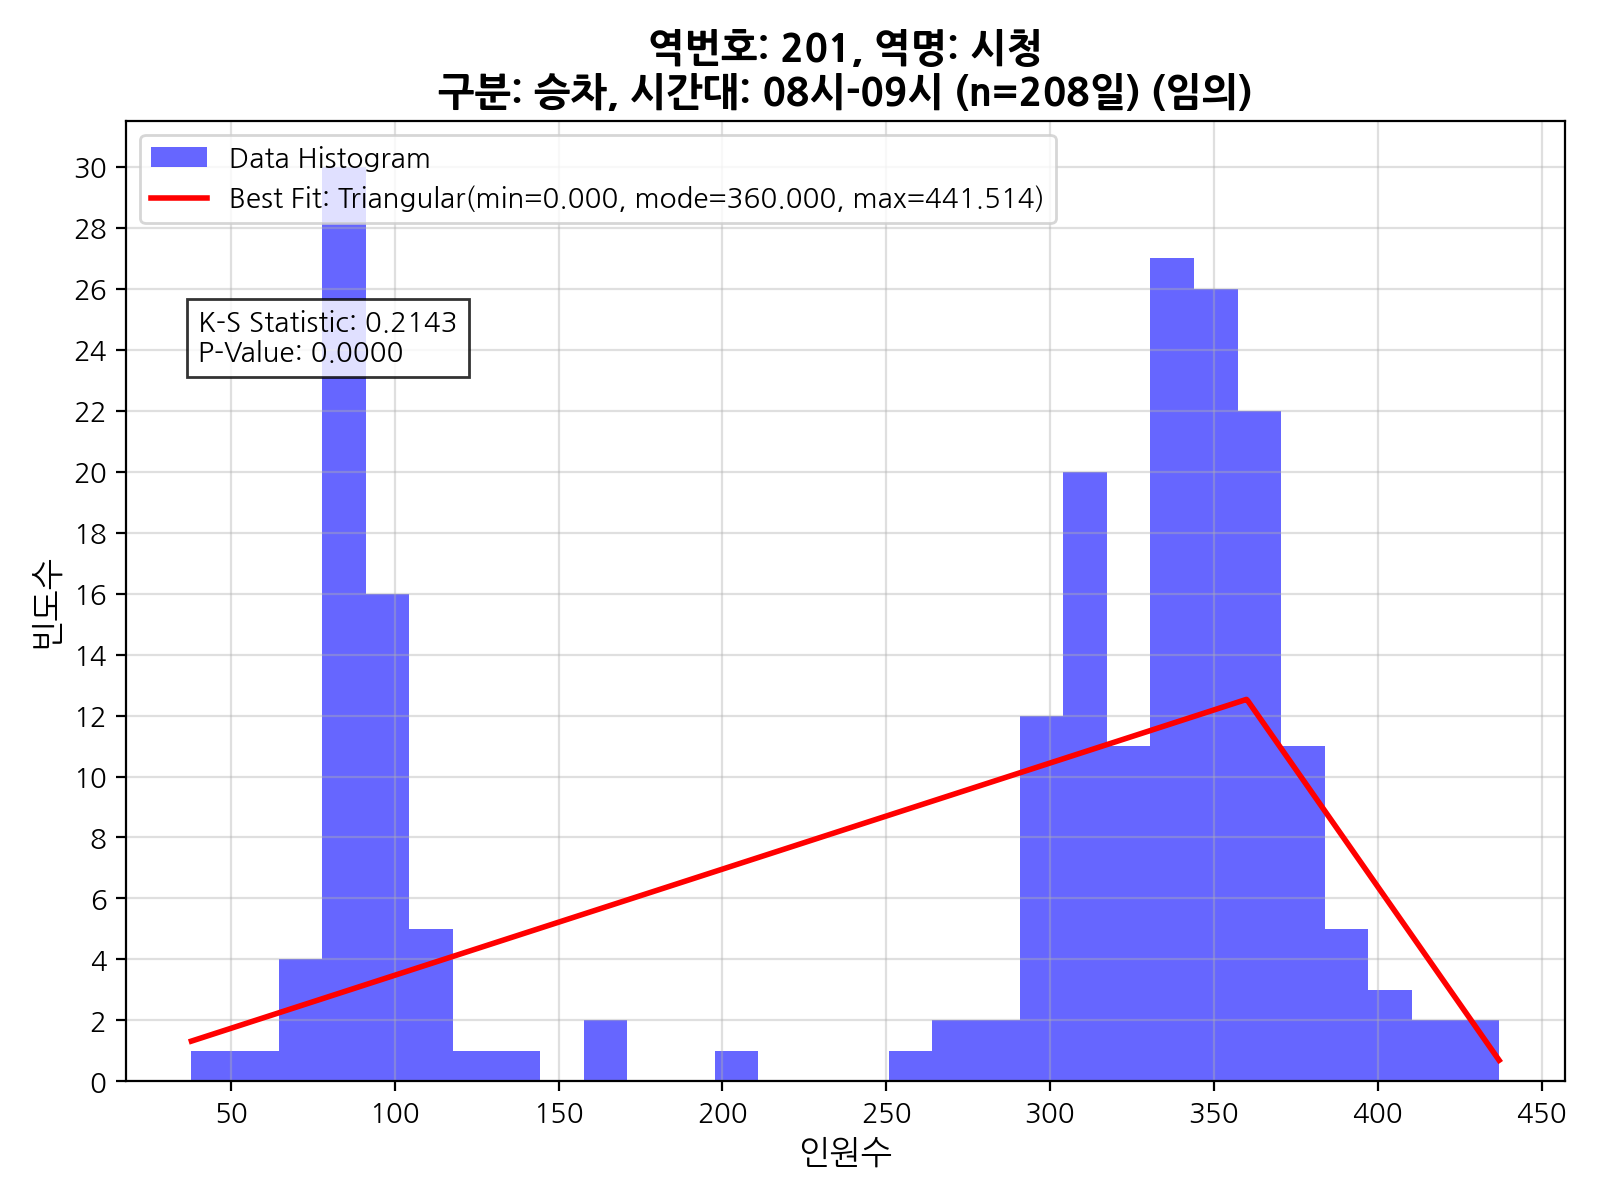 역번호: 201, 역명: 시청
구분: 승차, 시간대: 08시-09시 (n=208일) (임의)
Data Histogram
Best Fit: Triangular(min=0.000, mode=360.000, max=441.514)
K-S Statistic: 0.2143
P-Value: 0.0000
빈도수
30
28
26
24
22
20
18
16
14
12
10
8
6
4
2
0
50 100 150 200 250 300 350 400 450
인원수